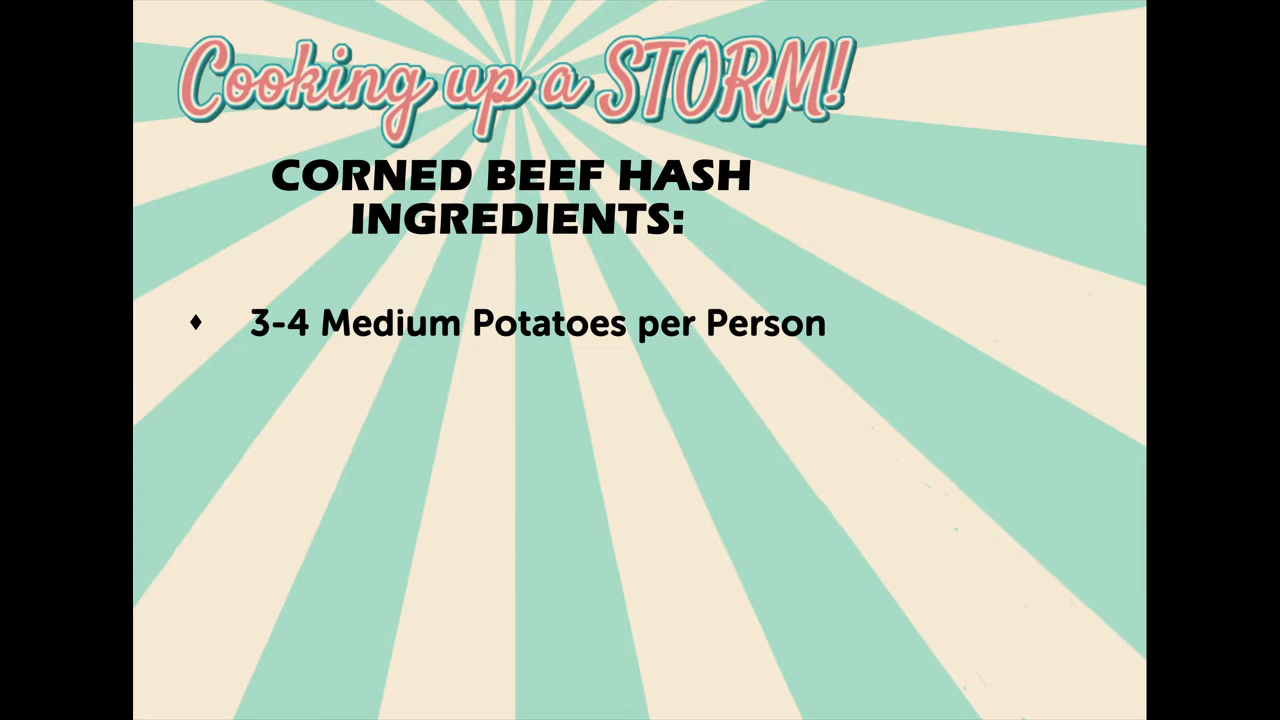 Cooking up a STORM!
CORNED BEEF HASH
INGREDIENTS:
♦ 3-4 Medium Potatoes per Person